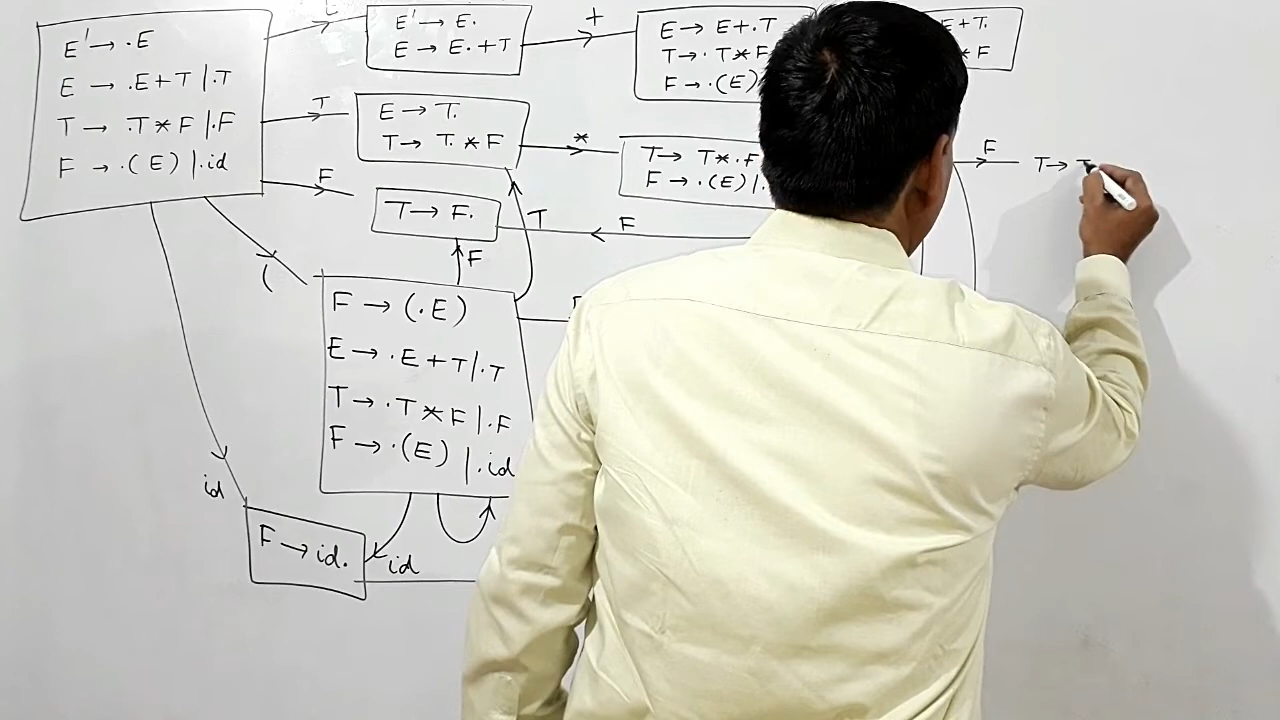 E' → .E
E → .E+T | .T
T → .T*F | .F
F → .(E) | .id
E' → E.
E → E.+T
+
E → E+.T
T → .T*F
F → .(E)
E+T.
*F
T
E → T.
T → T.*F
*
T → T*.F
F → .(E) | .
F
T →
F
T → F.
T
F
F
(
F → (.E)
E → .E+T | .T
T → .T*F | .F
F → .(E) | .id
id
F → id.
id